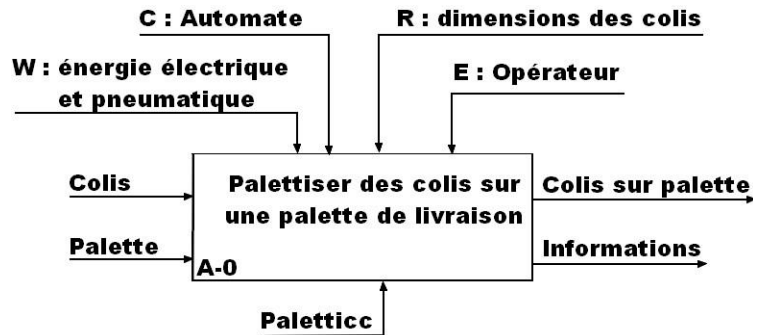 C : Automate
R : dimensions des colis
W : énergie électrique
et pneumatique
E : Opérateur
Colis
Palettiser des colis sur
une palette de livraison
Colis sur palette
Palette
A-0
Informations
Paletticc